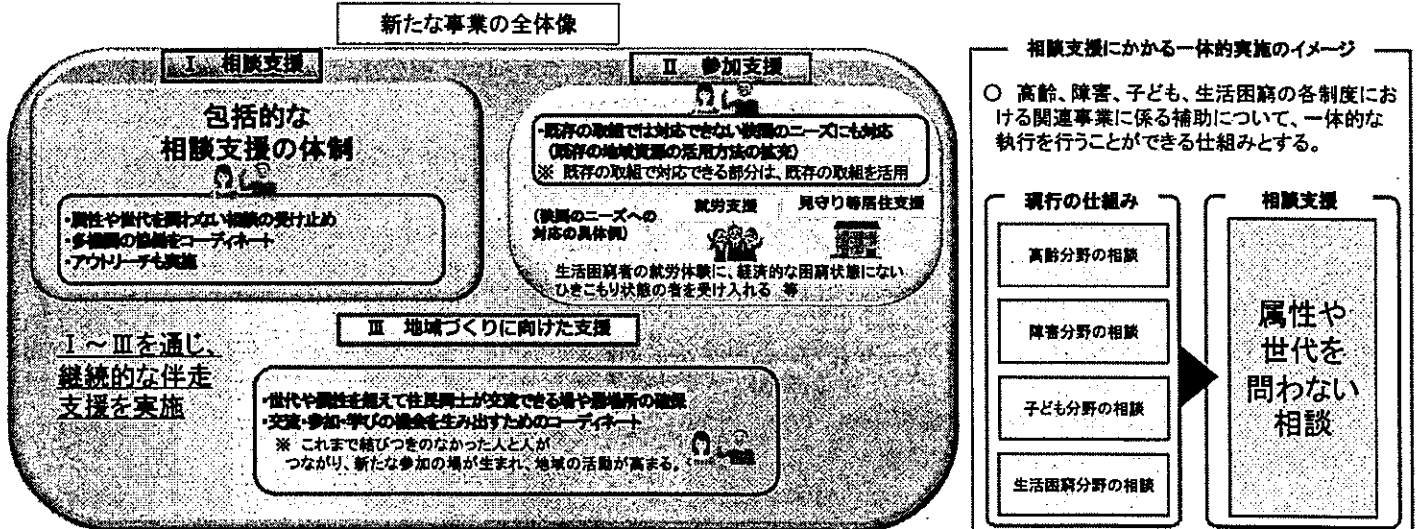 新たな事業の全体像
Ⅰ 相談支援
包括的な
相談支援の体制
・属性や世代を問わない相談の受け止め
・多機関の協働をコーディネート
・アウトリーチも実施
Ⅱ 参加支援
・既存の取組では対応できない狭間のニーズにも対応
(既存の地域資源の活用方法の拡充)
※ 既存の取組で対応できる部分は、既存の取組を活用
(狭間のニーズへの
対応の具体例)
就労支援
見守り等居住支援
生活困窮者の就労体験に、経済的な困窮状態にない
ひきこもり状態の者を受け入れる 等
Ⅲ 地域づくりに向けた支援
Ⅰ~Ⅲを通じ、
継続的な伴走
支援を実施
・世代や属性を超えて住民同士が交流できる場や居場所の確保
・交流・参加・学びの機会を生み出すためのコーディネート
※ これまで結びつきのなかった人と人が
つながり、新たな参加の場が生まれ、地域の活動が高まる。
相談支援にかかる一体的実施のイメージ
○ 高齢、障害、子ども、生活困窮の各制度にお
ける関連事業に係る補助について、一体的な
執行を行うことができる仕組みとする。
現行の仕組み
高齢分野の相談
障害分野の相談
子ども分野の相談
生活困窮分野の相談
相談支援
属性や
世代を
問わない
相談